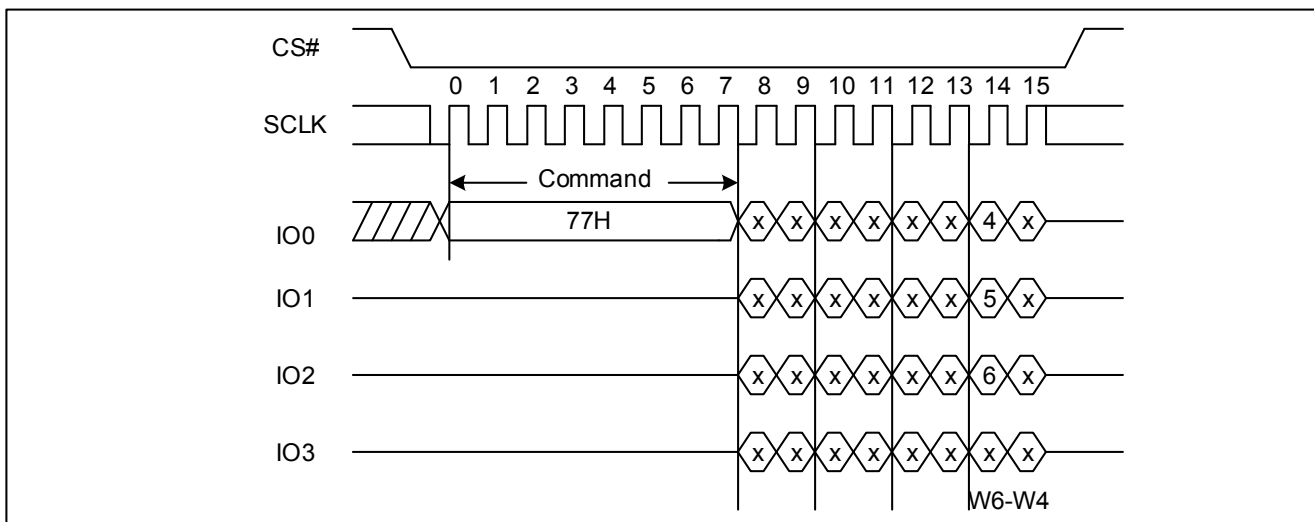 CS#
0 1 2 3 4 5 6 7 8 9 10 11 12 13 14 15
SCLK
Command
IO0 77H x x x x x x 4 x
IO1 x x x x x x 5 x
IO2 x x x x x x 6 x
IO3 x x x x x x x x
W6-W4